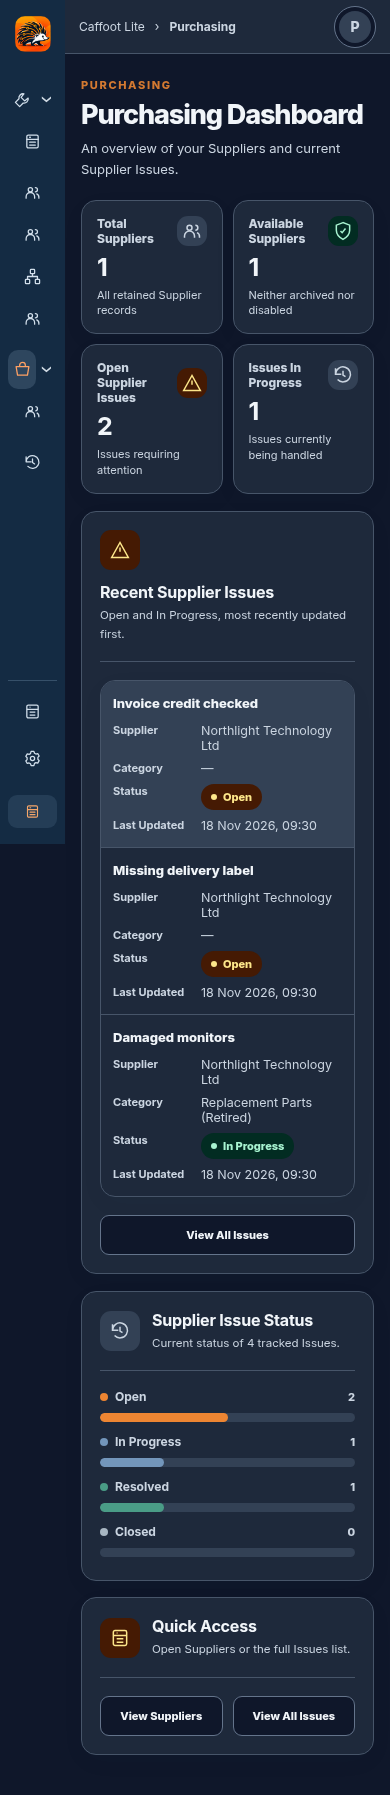 Caffoot Lite › Purchasing
P
PURCHASING
Purchasing Dashboard
An overview of your Suppliers and current
Supplier Issues.
Total
Suppliers
1
All retained Supplier
records
Available
Suppliers
1
Neither archived nor
disabled
Open
Supplier
Issues
2
Issues requiring
attention
Issues In
Progress
1
Issues currently
being handled
Recent Supplier Issues
Open and In Progress, most recently updated
first.
Invoice credit checked
Supplier Northlight Technology
Ltd
Category —
Status Open
Last Updated 18 Nov 2026, 09:30
Missing delivery label
Supplier Northlight Technology
Ltd
Category —
Status Open
Last Updated 18 Nov 2026, 09:30
Damaged monitors
Supplier Northlight Technology
Ltd
Category Replacement Parts
(Retired)
Status In Progress
Last Updated 18 Nov 2026, 09:30
View All Issues
Supplier Issue Status
Current status of 4 tracked Issues.
Open 2
In Progress 1
Resolved 1
Closed 0
Quick Access
Open Suppliers or the full Issues list.
View Suppliers View All Issues